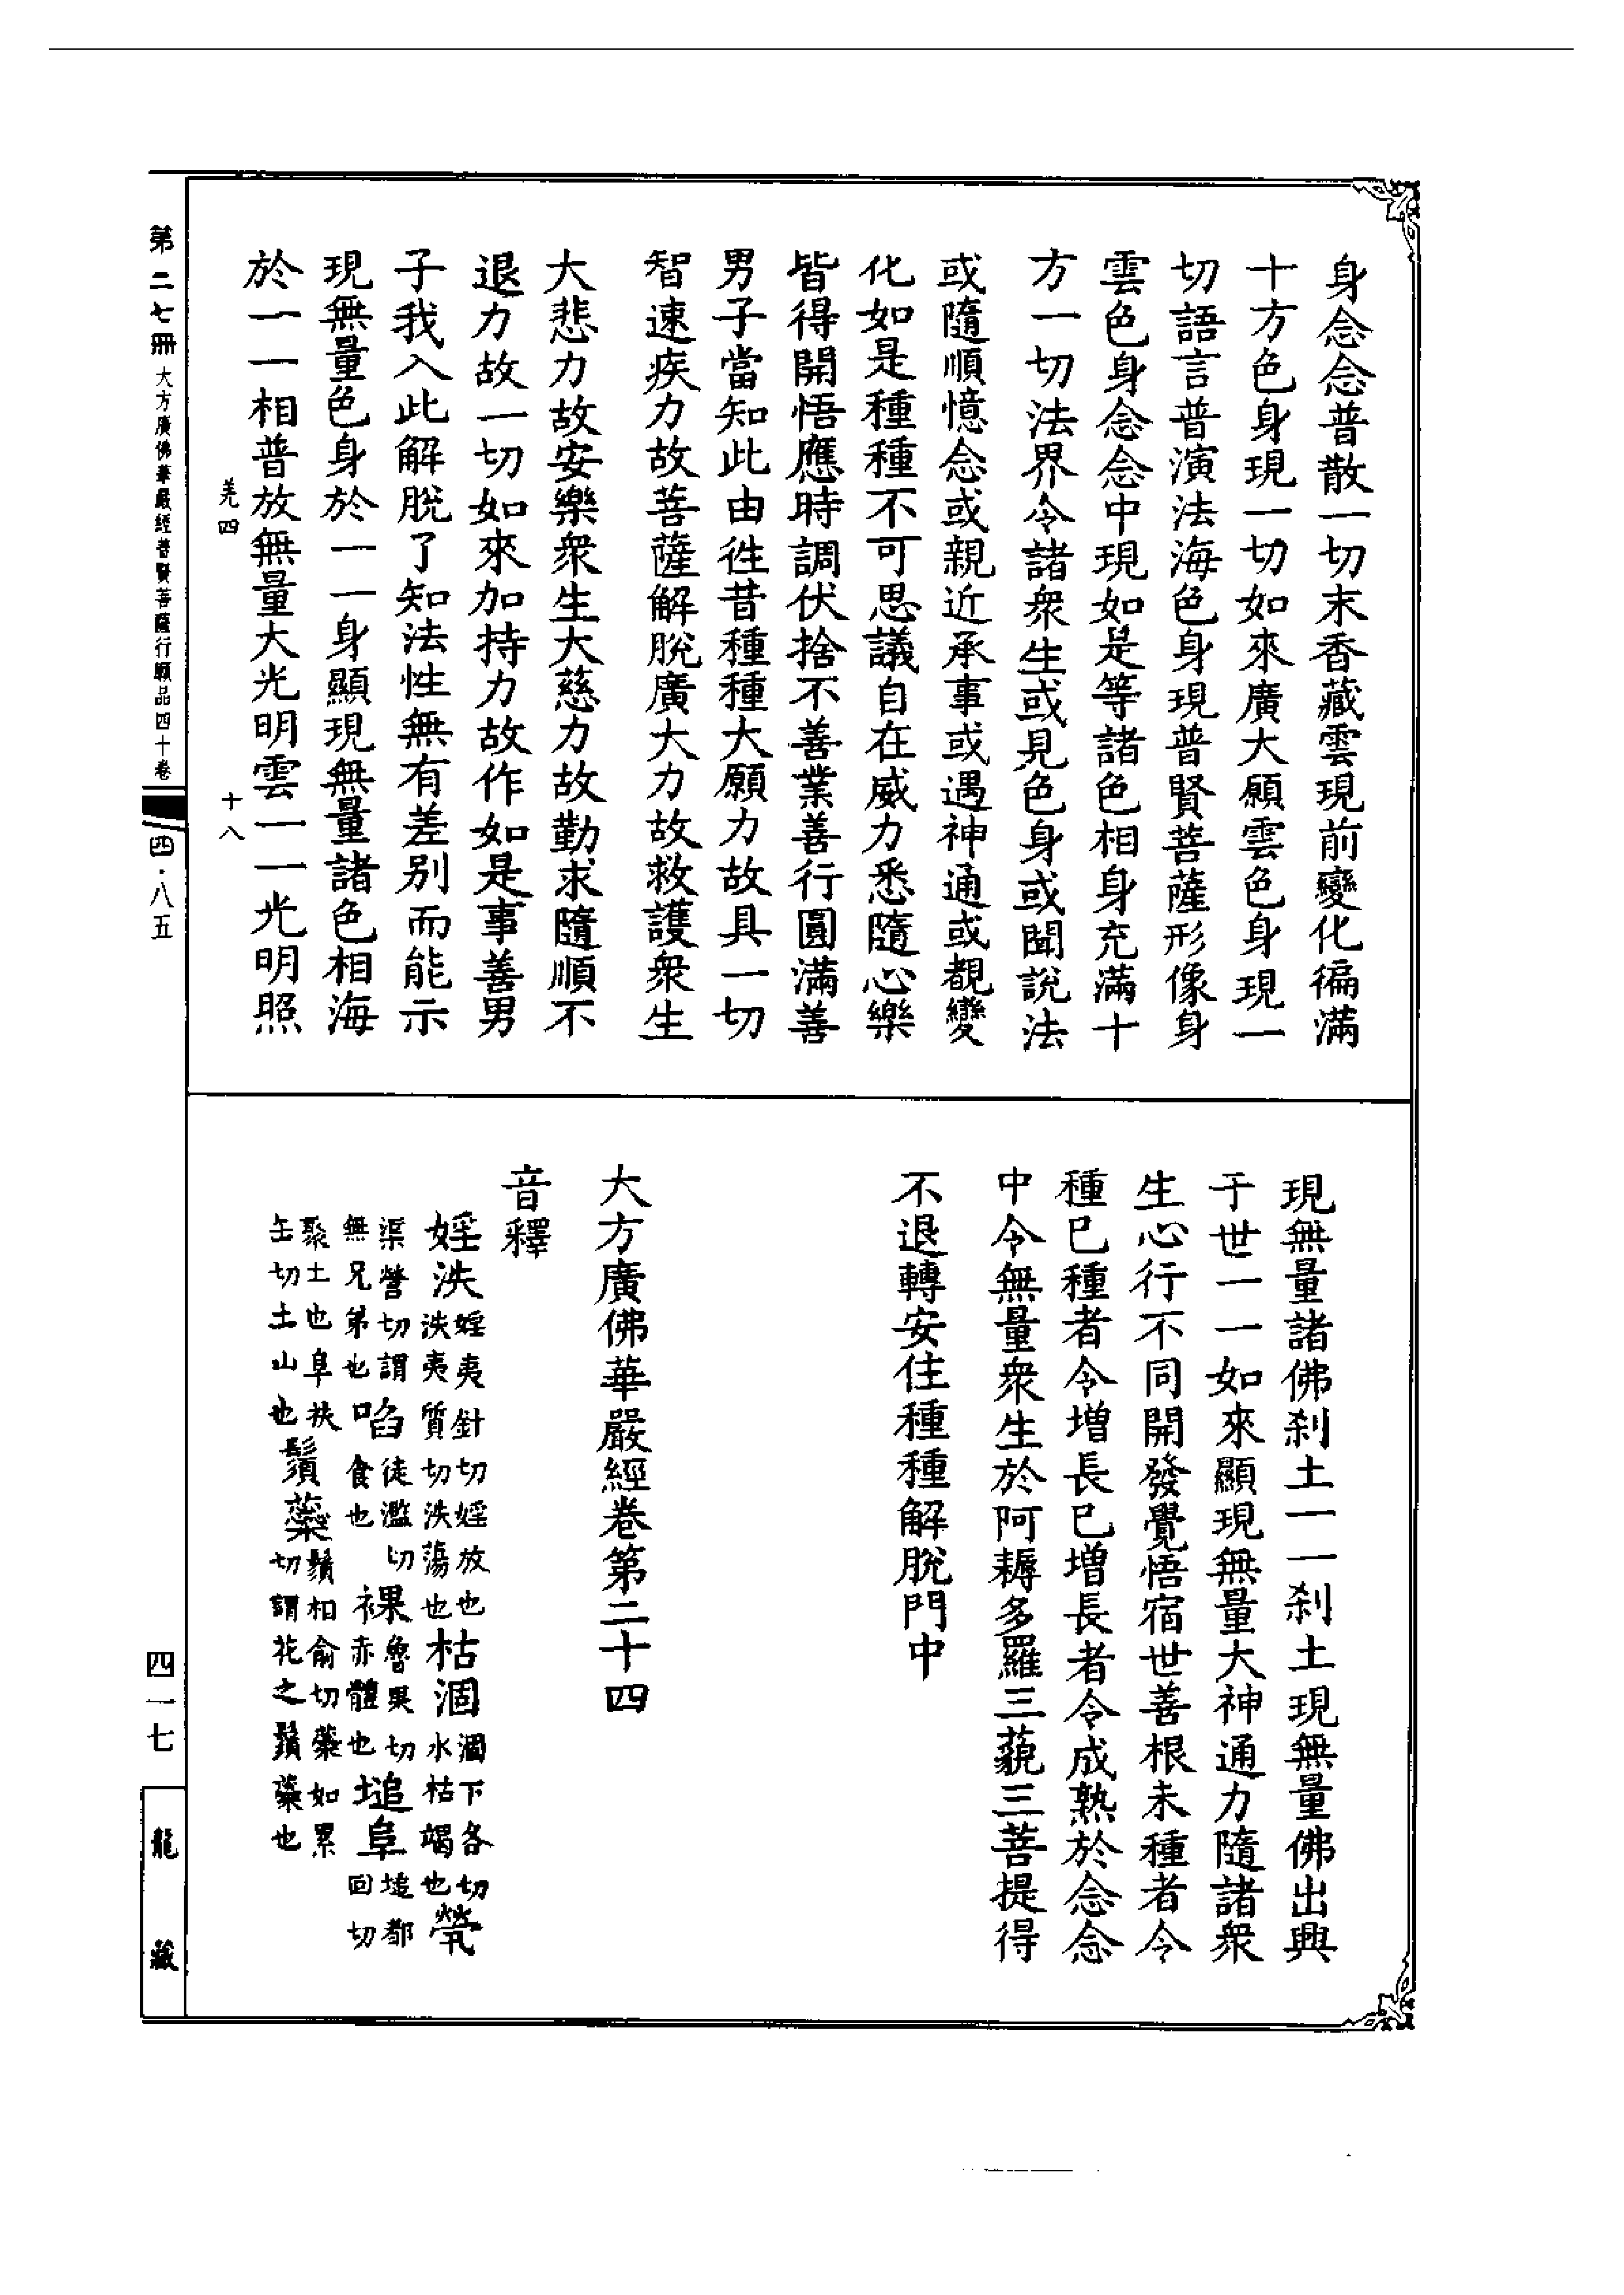 身念念普散一切末香藏雲現前變化徧滿
十方色身現一切如來廣大願雲色身現一
切語言普演法海色身現普賢菩薩形像身
雲色身念念中現如是等諸色相身充滿十
方一切法界令諸衆生或見色身或聞說法
或隨順憶念或親近承事或遇神通或覩變
化如是種種不可思議自在威力悉隨心樂
皆得開悟應時調伏捨不善業善行圓滿善
男子當知此由徃昔種種大願力故具一切
智速疾力故菩薩解脫廣大力故救護衆生
大悲力故安樂衆生大慈力故勤求隨順不
退力故一切如來加持力故作如是事善男
子我入此解脫了知法性無有差别而能示
現無量色身於一一身顯現無量諸色相海
於一一相普放無量大光明雲一一光明照
羌四 十八
現無量諸佛刹土一一刹土現無量佛出興
于世一一如來顯現無量大神通力隨諸衆
生心行不同開發覺悟宿世善根未種者令
種已種者令增長已增長者令成熟於念念
中令無量衆生於阿耨多羅三藐三菩提得
不退轉安住種種解脫門中
大方廣佛華嚴經卷第二十四
音釋
婬泆婬夷針切婬放也泆夷質切泆蕩也枯涸涸下各切水枯竭也煢
渠營切謂無兄弟也啗徒濫切食也裸魯果切赤體也塠阜塠都回切
聚土也阜扶缶切土山也鬚蘂鬚相俞切蘂如累切謂花之鬚蘂也
第二七冊 大方廣佛華嚴經普賢菩薩行願品四十卷 四·八五
四一七
龍藏